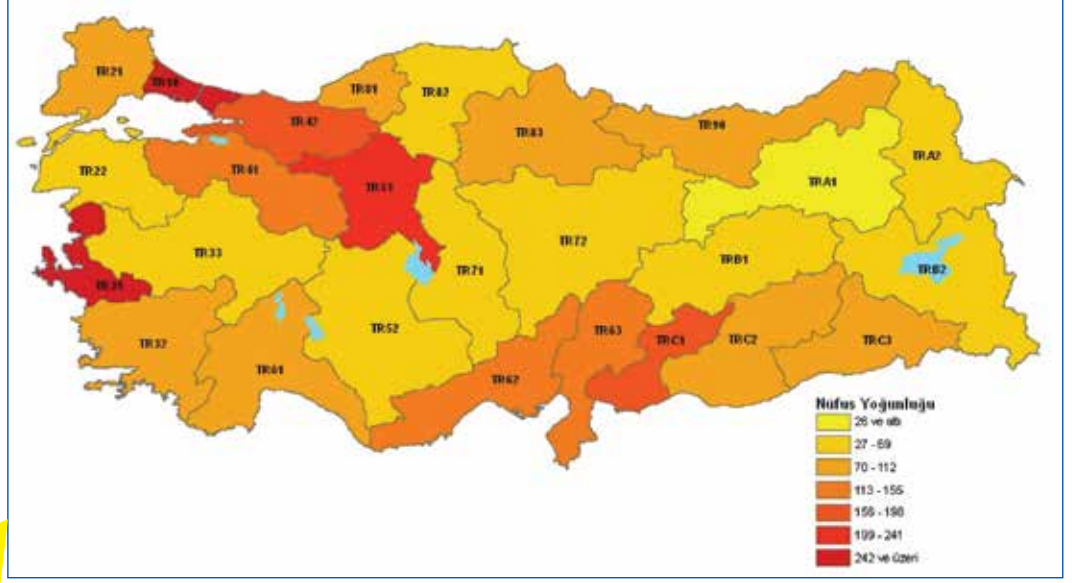 TR21
TR10
TR81
TR82
TR42
TR83
TR90
TRA2
TR22
TR41
TR51
TRA1
TR33
TR72
TRB1
TRB2
TR71
TR31
TR52
TR32
TR63
TRC1
TRC2
TRC3
TR61
TR62
Nüfus Yoğunluğu
26 ve altı
27 - 69
70 - 112
113 - 155
156 - 198
199 - 241
242 ve üzeri